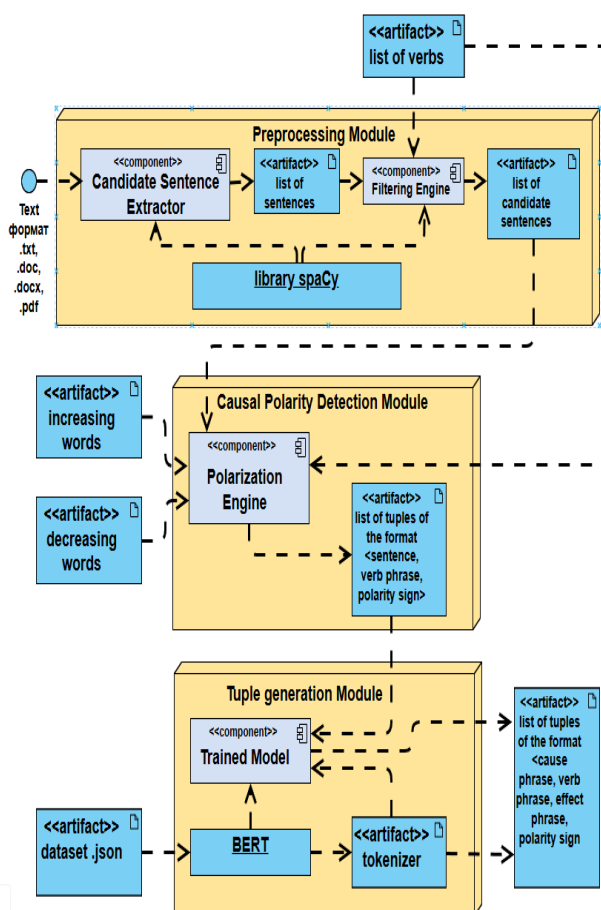 <<artifact>>
list of verbs
Preprocessing Module
<<component>>
Candidate Sentence
Extractor
<<artifact>>
list of
sentences
<<component>>
Filtering Engine
<<artifact>>
list of
candidate
sentences
Text
формат
.txt,
.doc,
.docx,
.pdf
library spaCy
<<artifact>>
increasing
words
<<artifact>>
decreasing
words
Causal Polarity Detection Module
<<component>>
Polarization
Engine
<<artifact>>
list of tuples of
the format
<sentence,
verb phrase,
polarity sign>
Tuple generation Module
<<component>>
Trained Model
<<artifact>>
dataset .json
BERT
<<artifact>>
tokenizer
<<artifact>>
list of tuples
of the format
<cause
phrase, verb
phrase, effect
phrase,
polarity sign